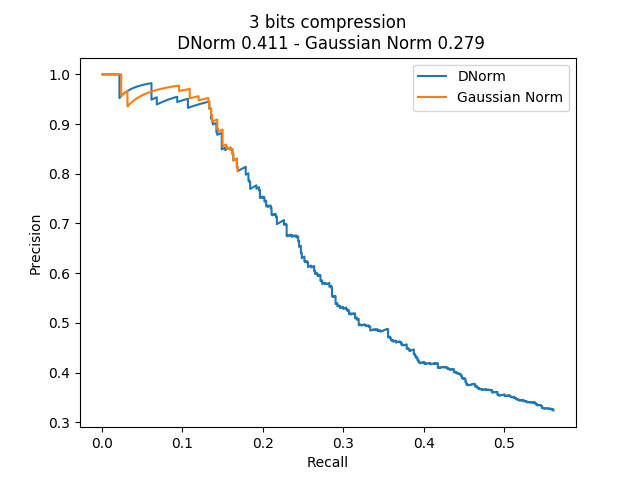 3 bits compression
DNorm 0.411 - Gaussian Norm 0.279
DNorm
Gaussian Norm
Precision
1.0
0.9
0.8
0.7
0.6
0.5
0.4
0.3
0.0 0.1 0.2 0.3 0.4 0.5
Recall